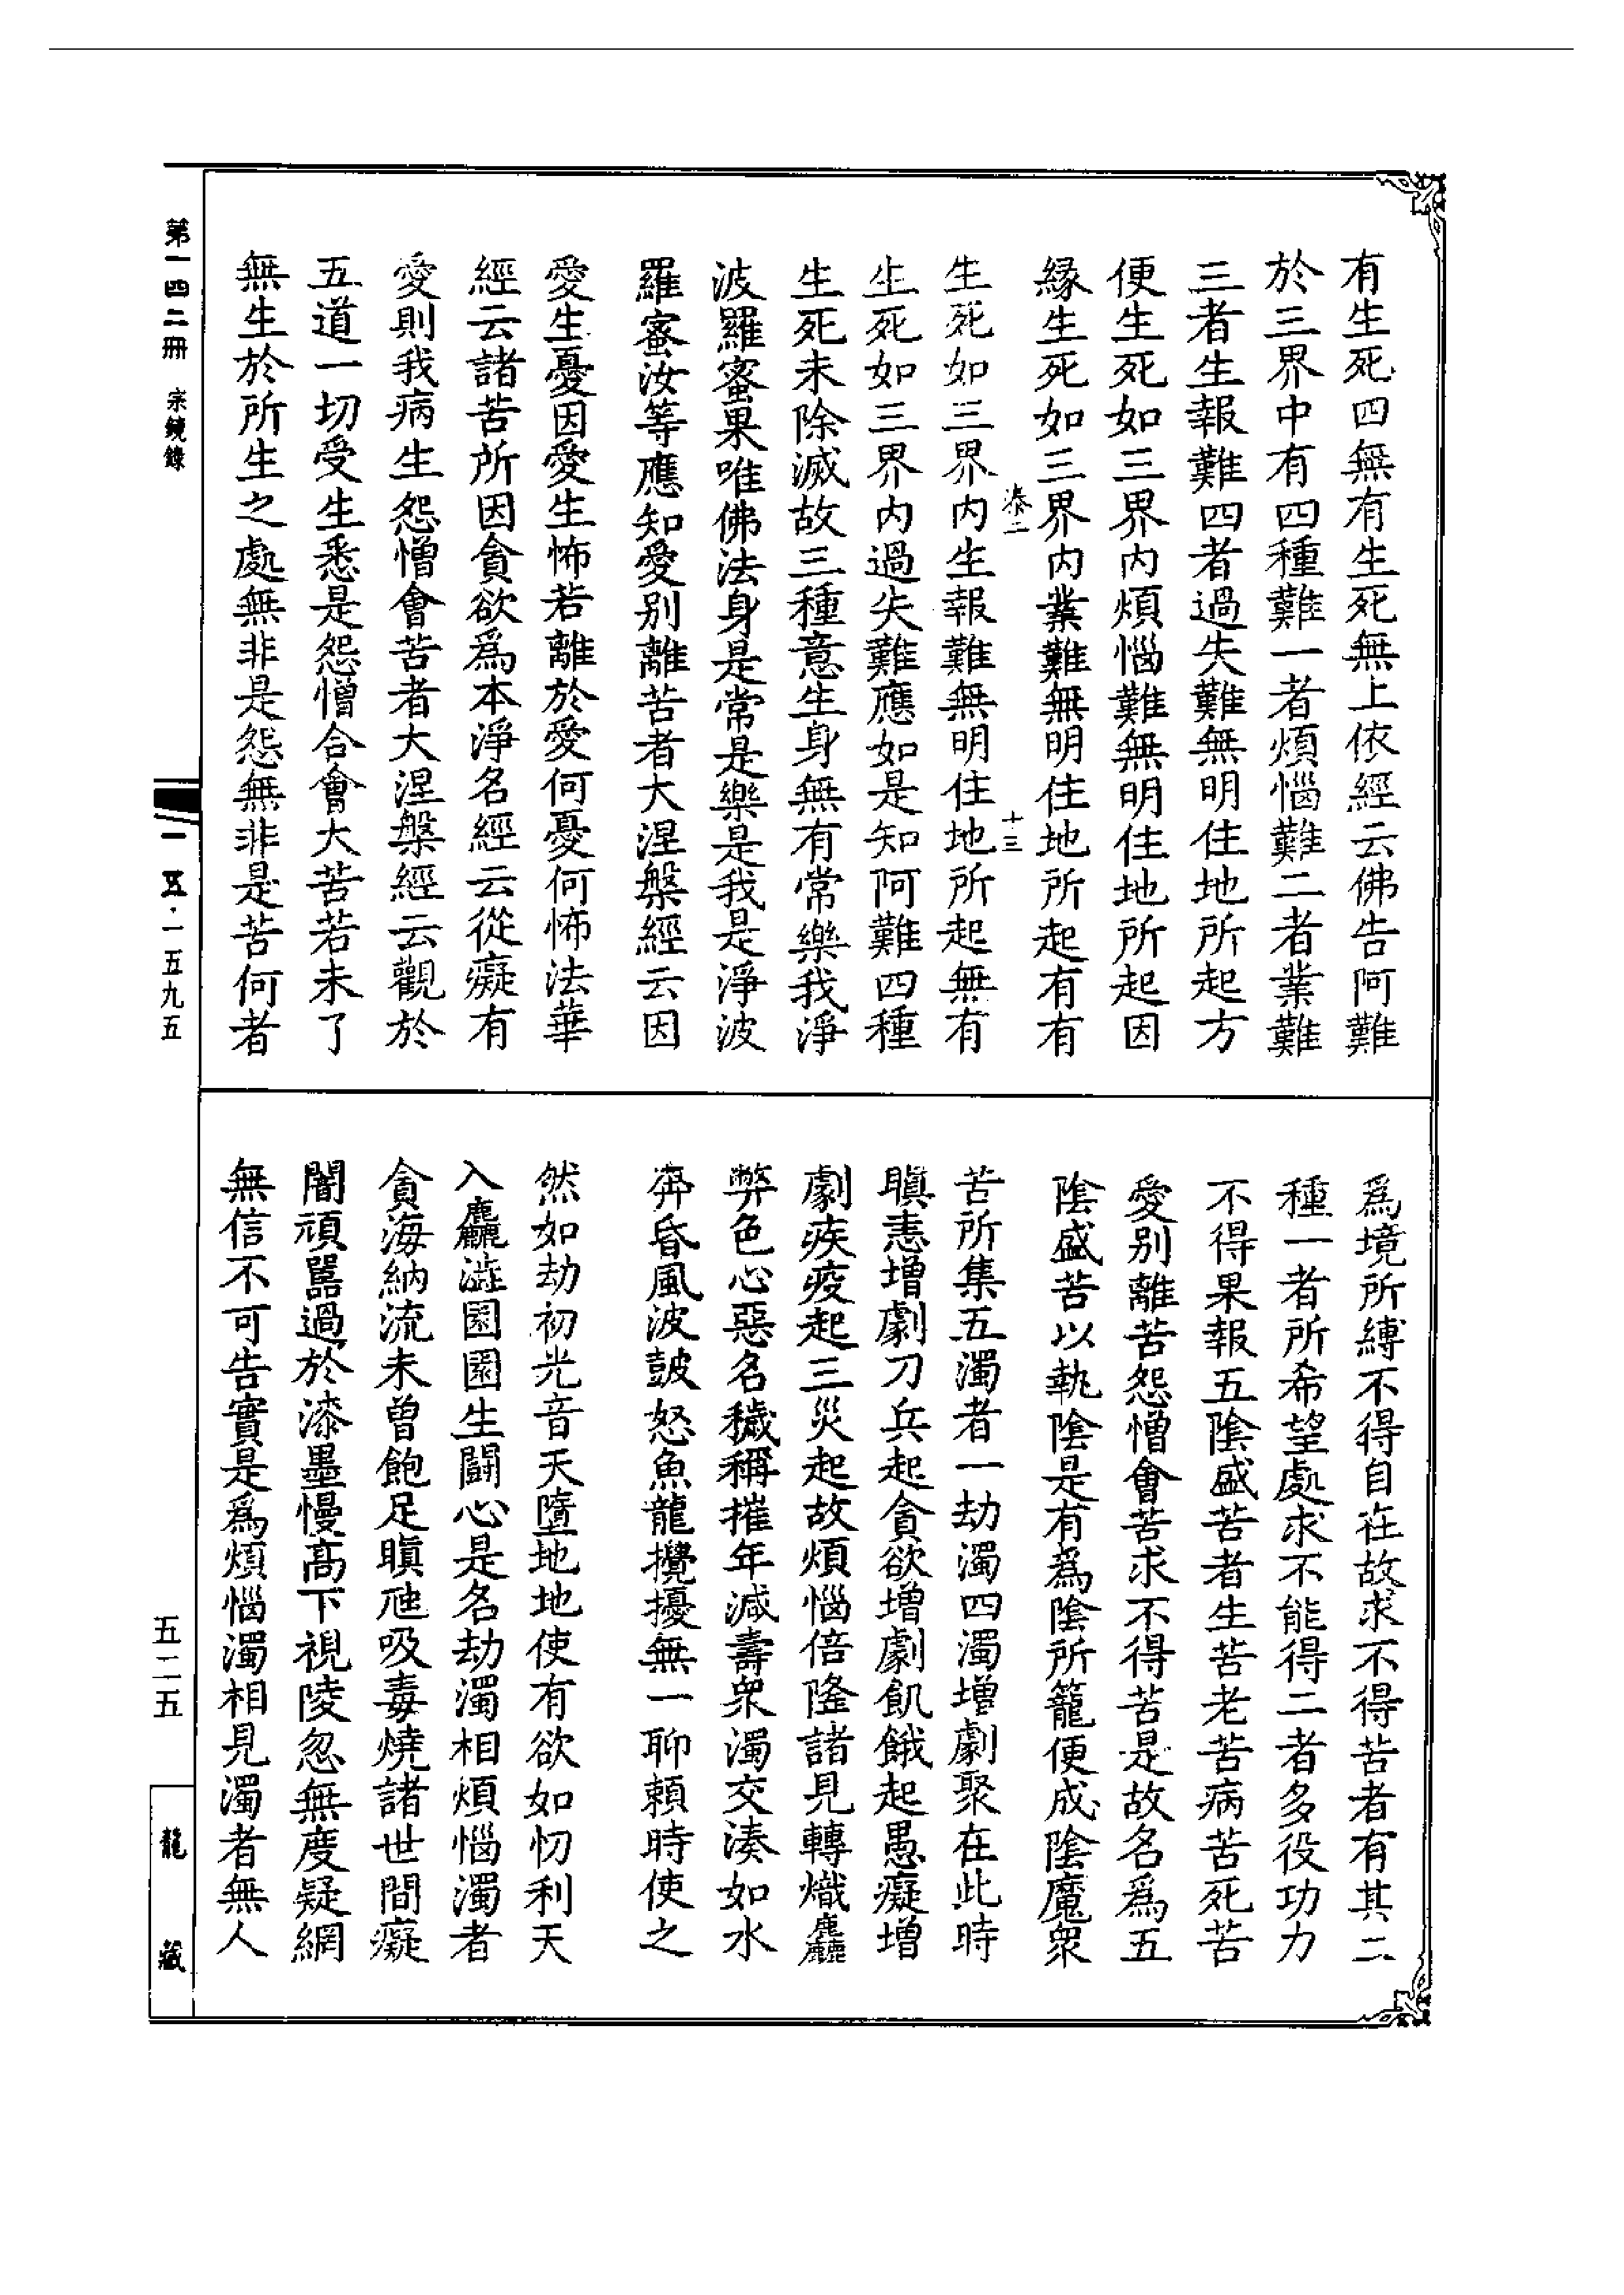 有生死四無有生死無上依經云佛告阿難
於三界中有四種難一者煩惱難二者業難
三者生報難四者過失難無明住地所起方
便生死如三界內煩惱難無明住地所起因
緣生死如三界內業難無明住地所起有有
生死如三界內生報難無明住地所起無有
生死如三界內過失難應如是知阿難四種
生死未除滅故三種意生身無有常樂我淨
波羅蜜果唯佛法身是常是樂是我是淨波
羅蜜汝等應知愛別離苦者大涅槃經云因
愛生憂因愛生怖若離於愛何憂何怖法華
經云諸苦所因貪欲爲本淨名經云從癡有
愛則我病生怨憎會苦者大涅槃經云觀於
五道一切受生悉是怨憎合會大苦若未了
無生於所生之處無非是怨無非是苦何者
爲境所縛不得自在故求不得苦者有其二
種一者所希望處求不能得二者多役功力
不得果報五陰盛苦者生苦老苦病苦死苦
愛別離苦怨憎會苦求不得苦是故名爲五
陰盛苦以執陰是有爲陰所籠便成陰魔衆
苦所集五濁者一劫濁四濁增劇聚在此時
瞋恚增劇刀兵起貪欲增劇飢餓起愚癡增
劇疾疫起三災起故煩惱倍隆諸見轉熾麤
弊色心惡名穢稱摧年減壽衆濁交湊如水
奔昏風波鼓怒魚龍攪擾無一聊賴時使之
然如劫初光音天墮地地使有欲如忉利天
入麤澁園園生鬪心是名劫濁相煩惱濁者
貪海納流未曾飽足瞋虺吸毒燒諸世間癡
闇頑嚚過於漆墨慢高下視陵忽無度疑網
無信不可告實是爲煩惱濁相見濁者無人
第一四二冊 宗鏡錄
一五·一五九五
五二五
龍藏
十三